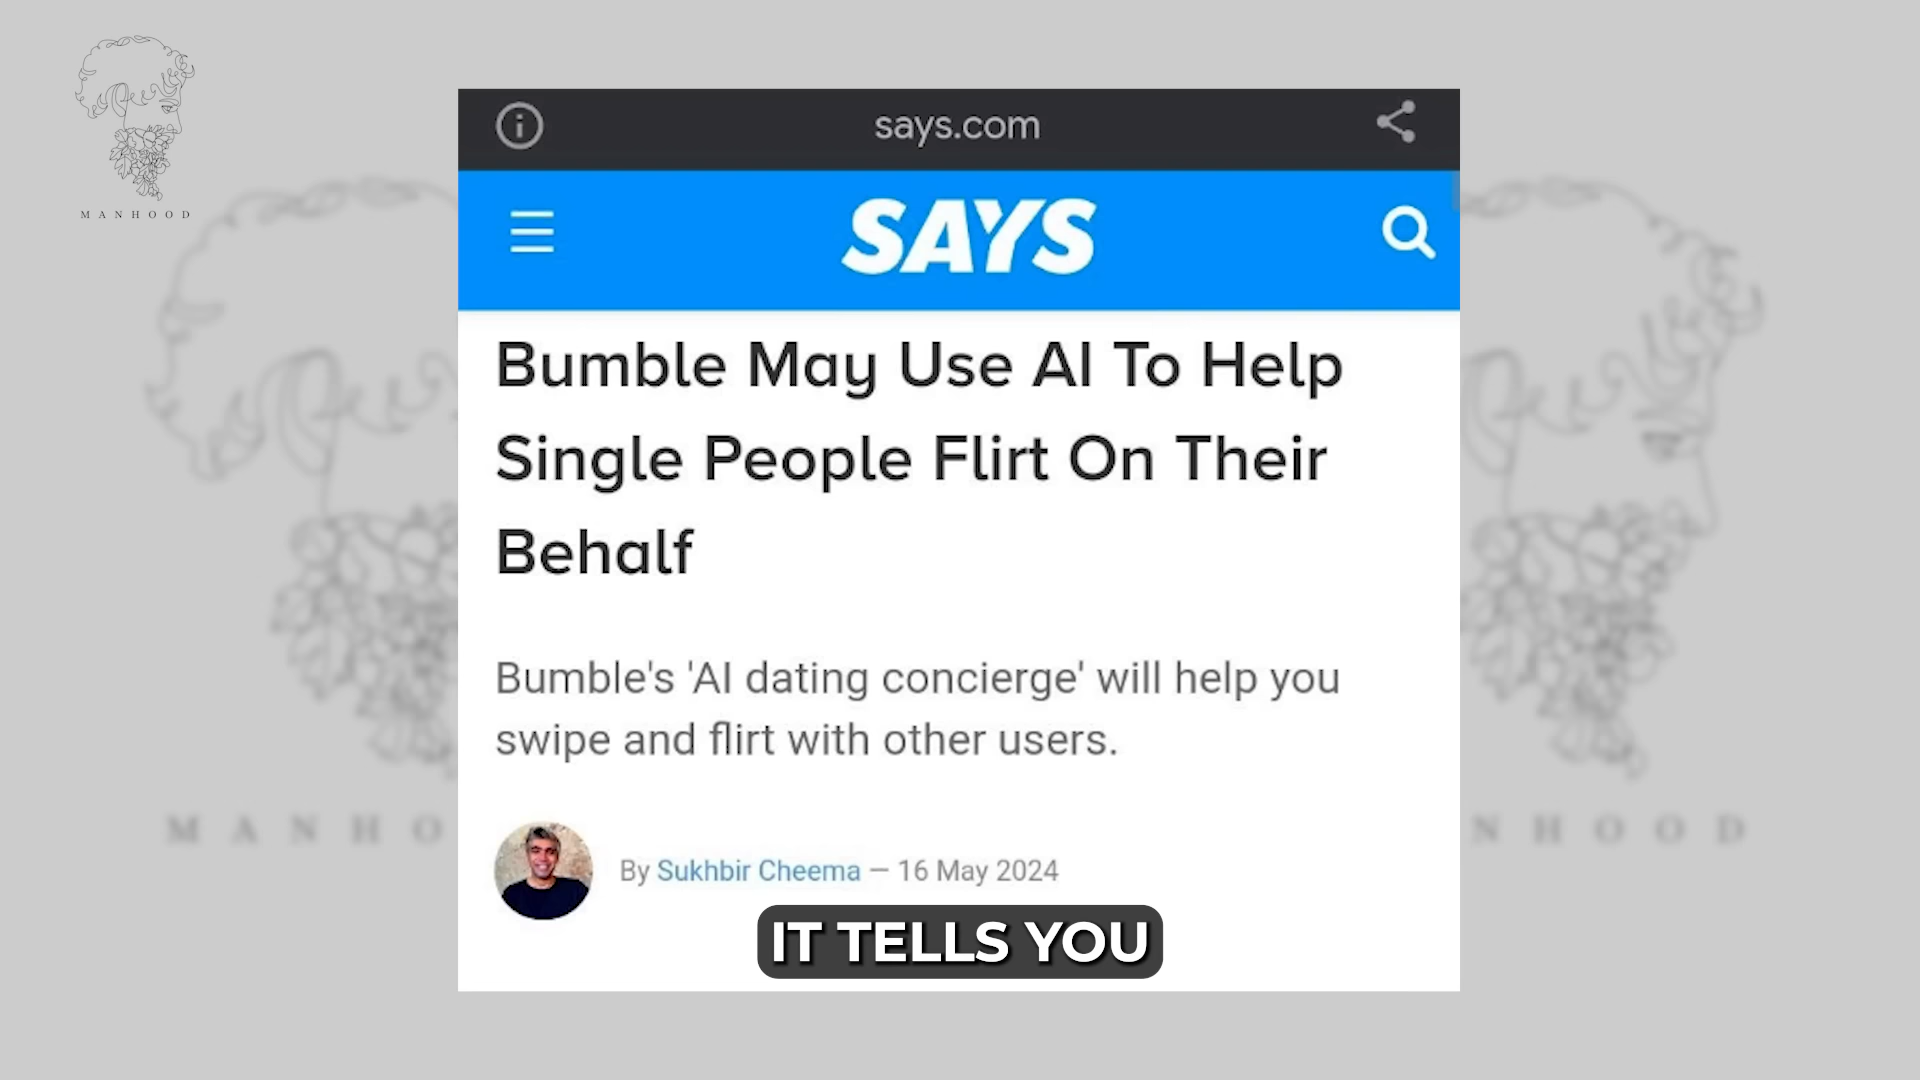 MANHOOD
says.com
SAYS
Bumble May Use AI To Help
Single People Flirt On Their
Behalf
Bumble's 'AI dating concierge' will help you
swipe and flirt with other users.
By Sukhbir Cheema — 16 May 2024
IT TELLS YOU
MANHO
NHOOD